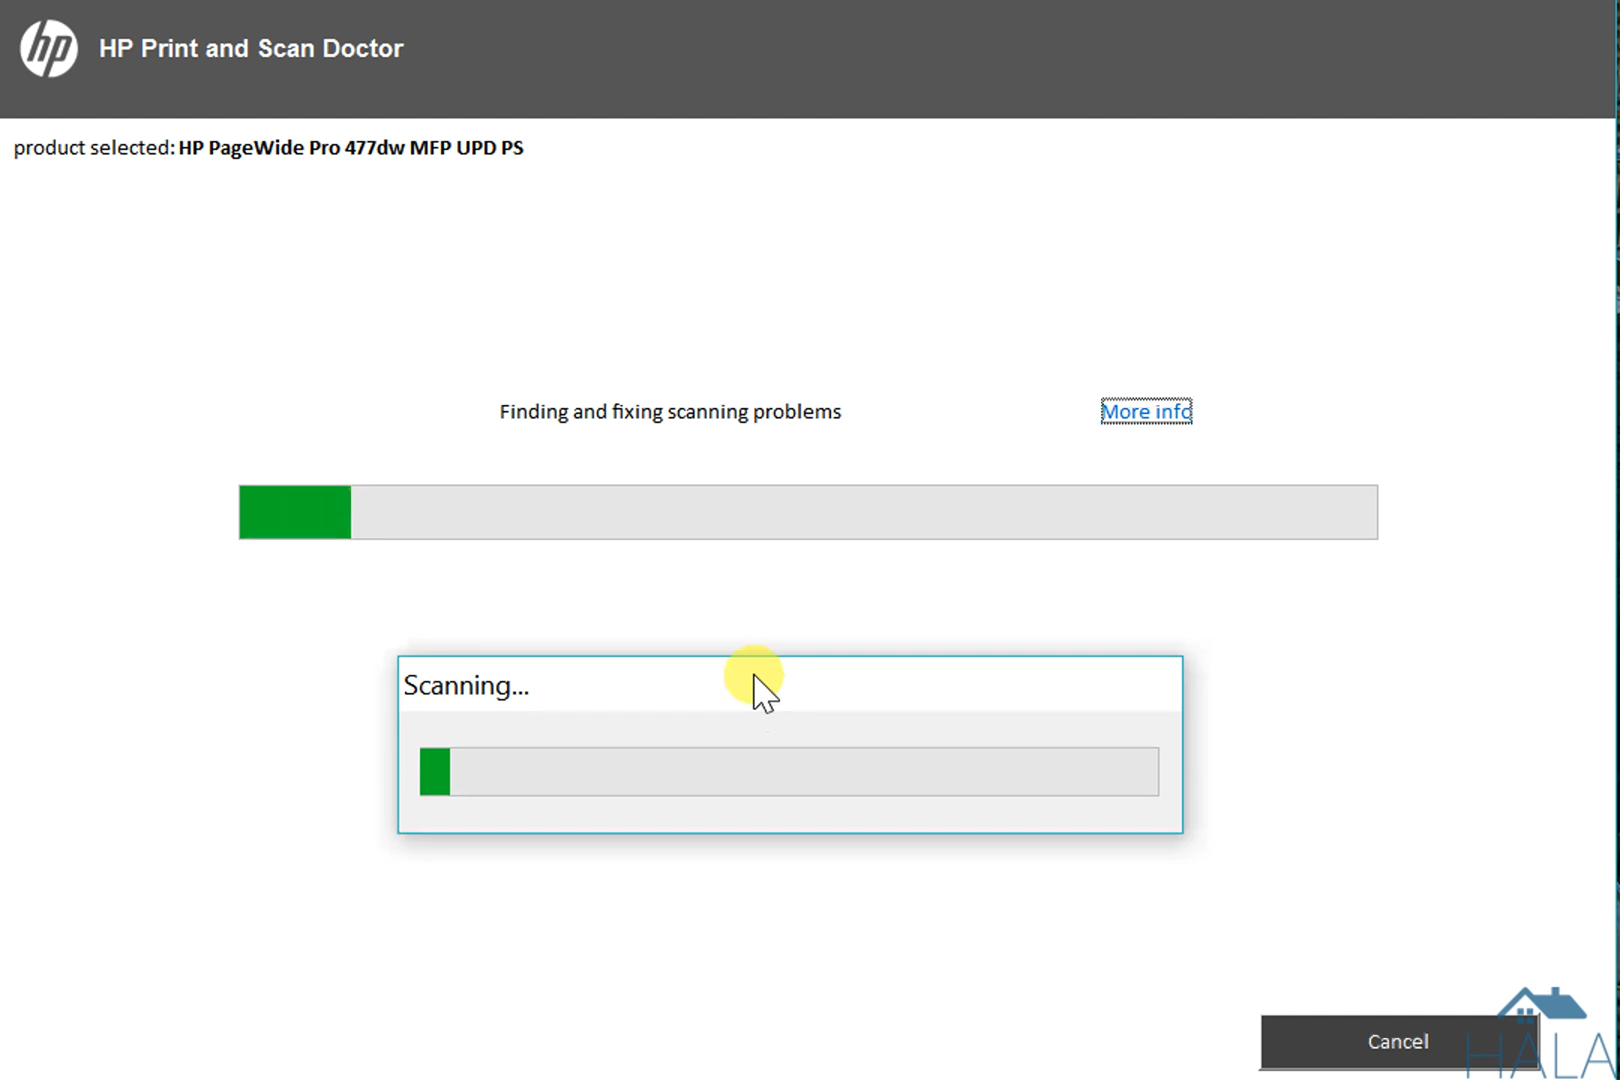 hp HP Print and Scan Doctor
product selected: HP PageWide Pro 477dw MFP UPD PS
Finding and fixing scanning problems More info
Scanning...
Cancel
HALA